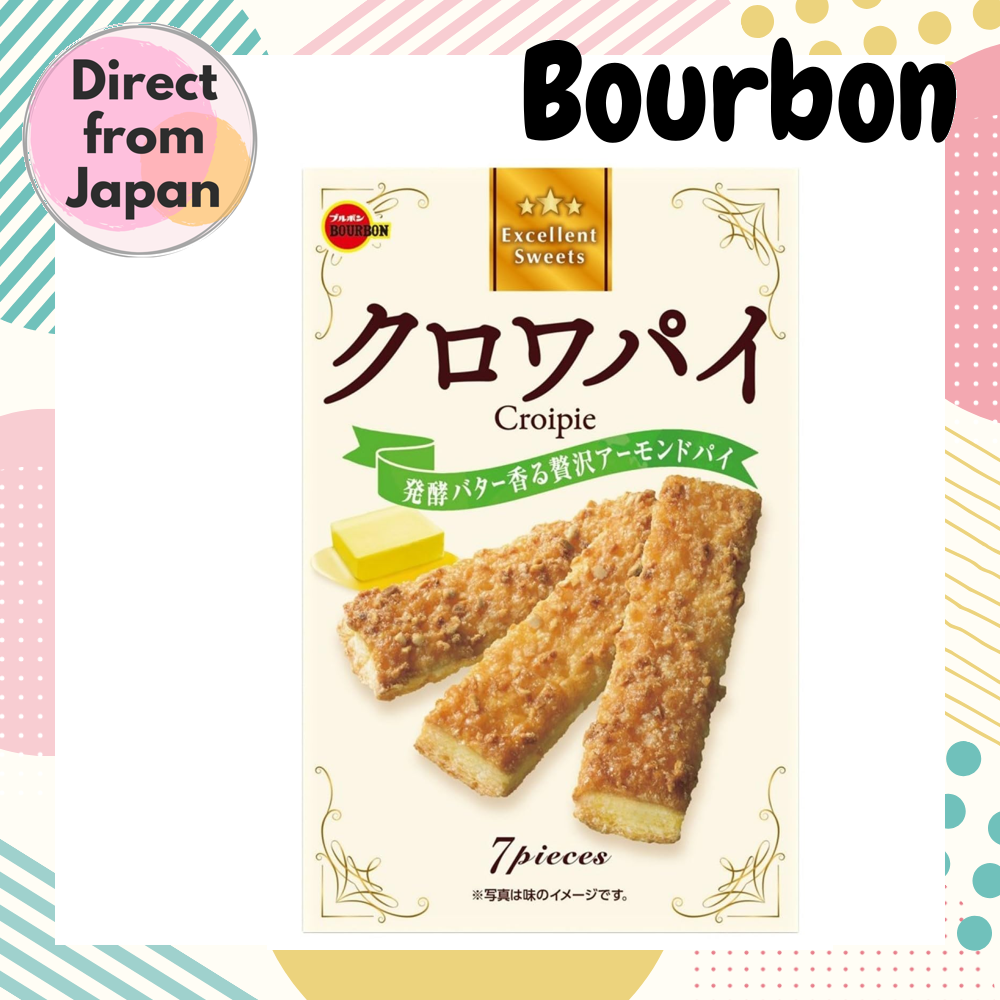 Direct
from
Japan
Bourbon
ブルボン
BOURBON
Excellent
Sweets
クロワパイ
Croipie
発酵バター香る贅沢アーモンドパイ
7pieces
※写真は味のイメージです。